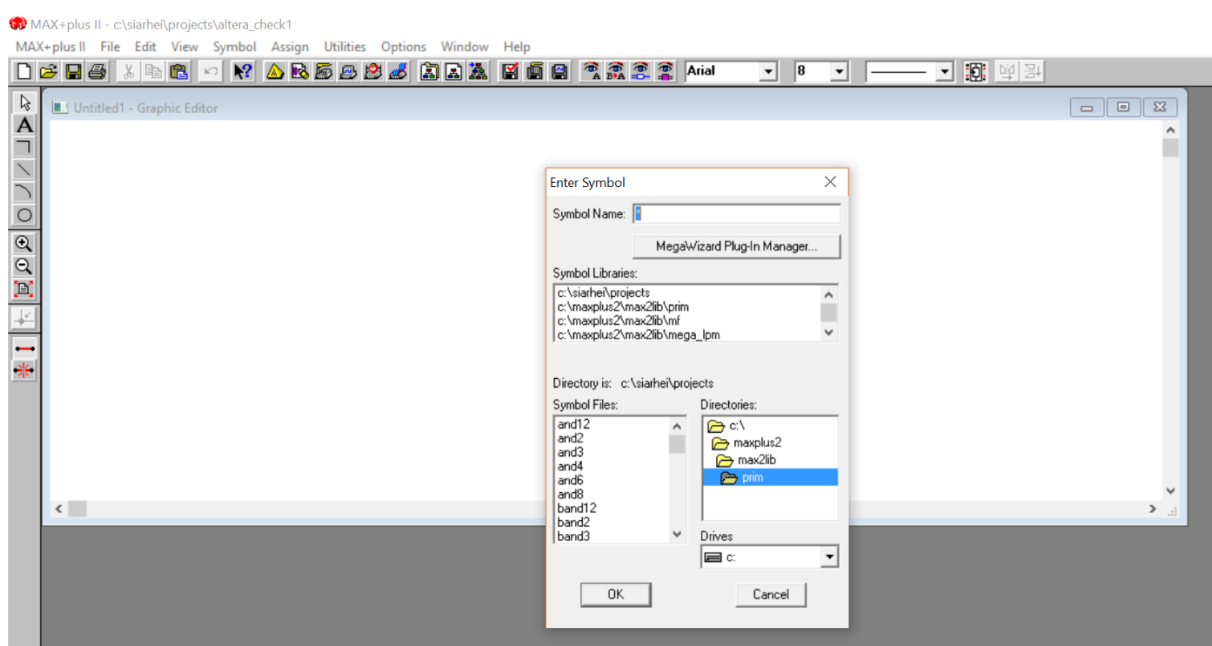 MAX+plus II - c:\siarhei\projects\altera_check1
MAX+plus II File Edit View Symbol Assign Utilities Options Window Help
Arial 8
Untitled1 - Graphic Editor
Enter Symbol
Symbol Name:
MegaWizard Plug-In Manager...
Symbol Libraries:
c:\siarhei\projects
c:\maxplus2\max2lib\prim
c:\maxplus2\max2lib\mf
c:\maxplus2\max2lib\mega_lpm
Directory is: c:\siarhei\projects
Symbol Files: Directories:
and12 c:\
and2 maxplus2
and3 max2lib
and4 prim
and6
and8
band12
band2
band3
Drives
c:
OK Cancel